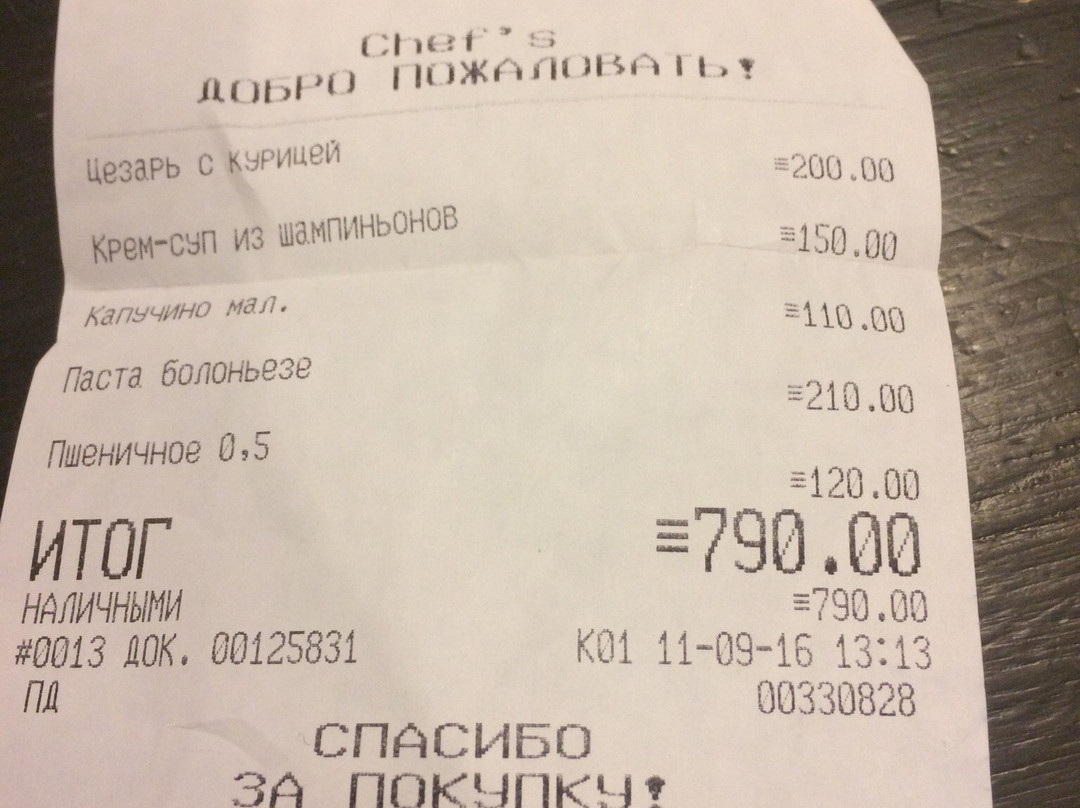 Chef's
ДОБРО ПОЖАЛОВАТЬ!
Цезарь с курицей ≡200.00
Крем-суп из шампиньонов ≡150.00
Капучино мал. ≡110.00
Паста болоньезе ≡210.00
Пшеничное 0,5 ≡120.00
ИТОГ ≡790.00
НАЛИЧНЫМИ ≡790.00
#0013 ДОК. 00125831 К01 11-09-16 13:13
ПД 00330828
СПАСИБО
ЗА ПОКУПКУ!